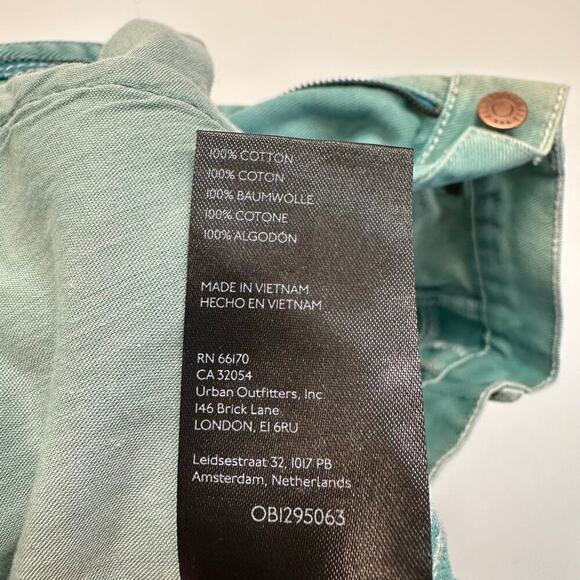 100% COTTON
100% COTON
100% BAUMWOLLE
100% COTONE
100% ALGODÓN
MADE IN VIETNAM
HECHO EN VIETNAM
RN 66170
CA 32054
Urban Outfitters, Inc
146 Brick Lane
LONDON, E1 6RU
Leidsestraat 32, 1017 PB
Amsterdam, Netherlands
OB1295063